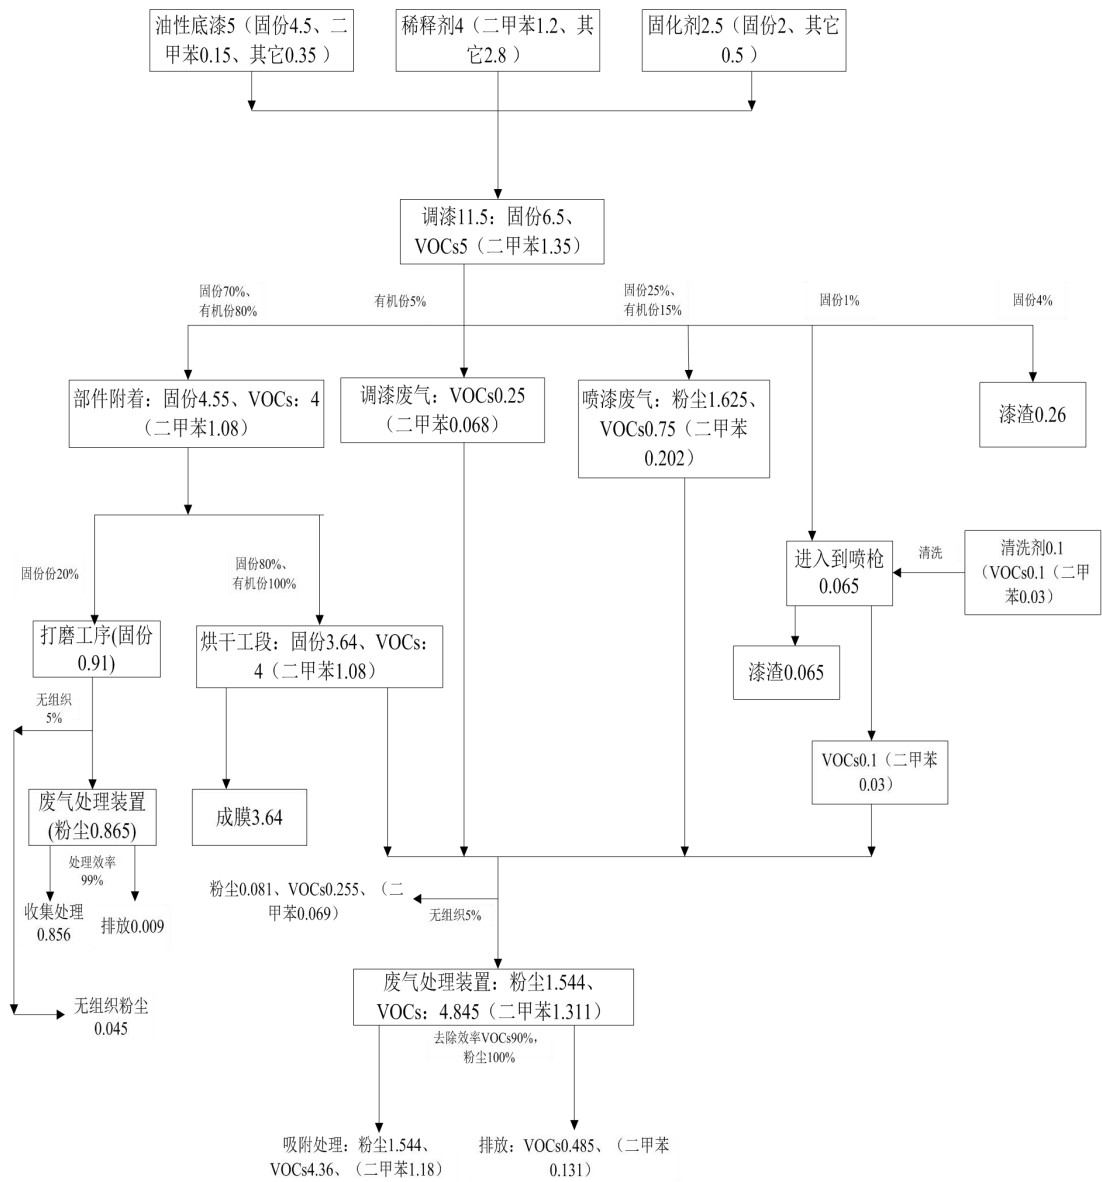 油性底漆5（固份4.5、二
甲苯0.15、其它0.35 ）
稀释剂4（二甲苯1.2、其
它2.8 ）
固化剂2.5（固份2、其它
0.5 ）
调漆11.5：固份6.5、
VOCs5（二甲苯1.35）
固份70%、
有机份80%
有机份5%
固份25%、
有机份15%
固份1%
固份4%
部件附着：固份4.55、VOCs：4
（二甲苯1.08）
调漆废气：VOCs0.25
（二甲苯0.068）
喷漆废气：粉尘1.625、
VOCs0.75（二甲苯
0.202）
漆渣0.26
固份份20%
固份80%、
有机份100%
进入到喷枪
0.065
清洗
清洗剂0.1
（VOCs0.1（二甲
苯0.03）
打磨工序(固份
0.91)
烘干工段：固份3.64、VOCs：
4（二甲苯1.08）
漆渣0.065
无组织
5%
VOCs0.1（二甲苯
0.03）
废气处理装置
(粉尘0.865)
成膜3.64
处理效率
99%
收集处理
0.856
排放0.009
粉尘0.081、VOCs0.255、（二
甲苯0.069）
无组织5%
废气处理装置：粉尘1.544、
VOCs：4.845（二甲苯1.311）
无组织粉尘
0.045
去除效率VOCs90%，
粉尘100%
吸附处理：粉尘1.544、
VOCs4.36、（二甲苯1.18）
排放：VOCs0.485、（二甲苯
0.131）